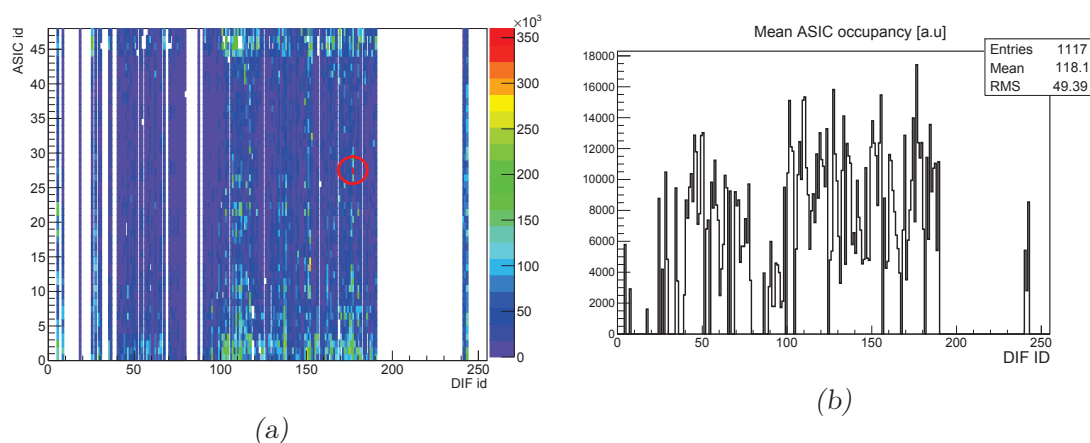 ×10³
ASIC id
45
40
35
30
25
20
15
10
5
0
0 50 100 150 200 250
DIF id
350
300
250
200
150
100
50
0
(a)
Mean ASIC occupancy [a.u]
Entries 1117
Mean 118.1
RMS 49.39
18000
16000
14000
12000
10000
8000
6000
4000
2000
0
0 50 100 150 200 250
DIF ID
(b)